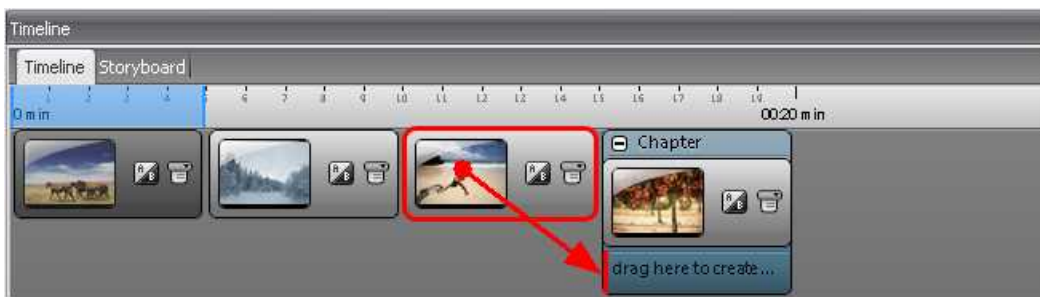 Timeline
Timeline Storyboard
0 min
00:20 min
Chapter
drag here to create...